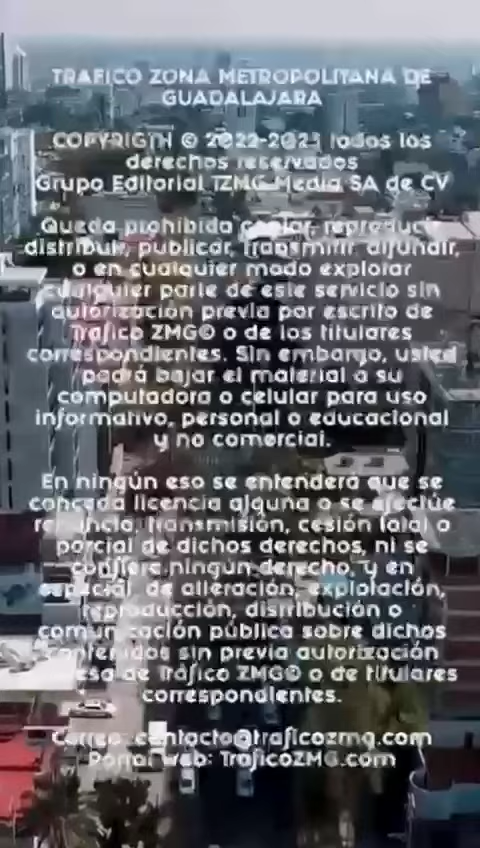 TRAFICO ZONA METROPOLITANA DE
GUADALAJARA
COPYRIGTH © 2022-2023 todos los
derechos reservados
Grupo Editorial TZMG Media SA de CV
Queda prohibida copiar, reproducir,
distribuir, publicar, transmitir, difundir,
o en cualquier modo explotar
cualquier parte de este servicio sin
autorización previa por escrito de
Trafico ZMG© o de los titulares
correspondientes. Sin embargo, usted
podrá bajar el material a su
computadora o celular para uso
informativo, personal o educacional
y no comercial.
En ningún eso se entenderá que se
conceda licencia alguna o se efectúe
renuncia, transmisión, cesión total o
parcial de dichos derechos, ni se
confiere ningún derecho, y en
especial, de alteración, explotación,
reproducción, distribución o
comunicación pública sobre dichos
contenidos sin previa autorización
de Tráfico ZMG© o de titulares
correspondientes.
Correo: contacto@traficozmg.com
Portal web: TraficoZMG.com